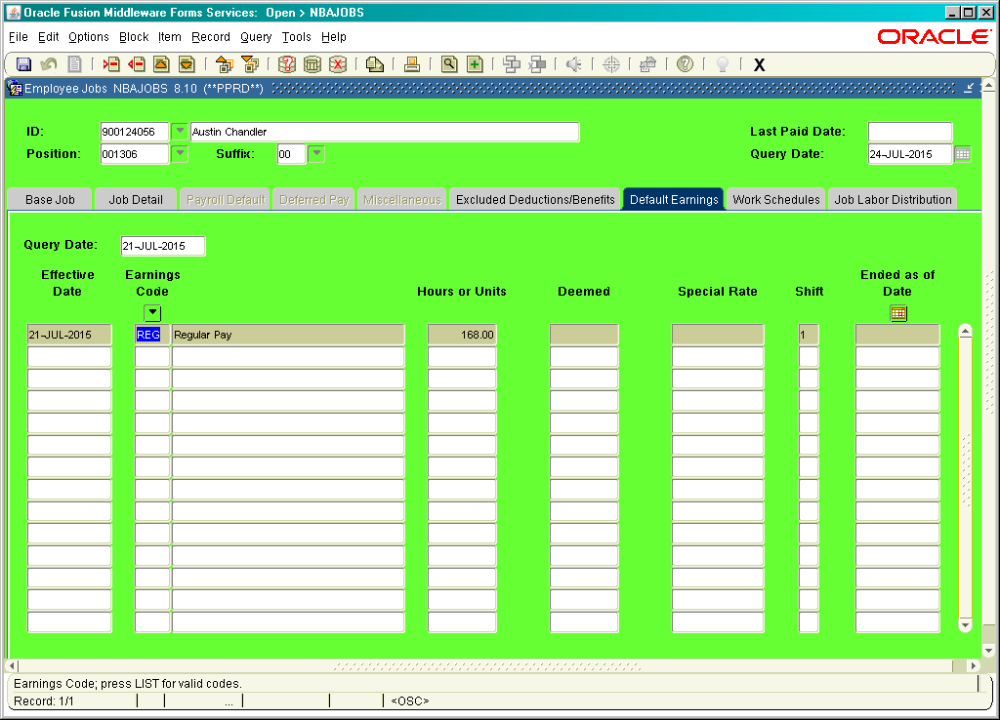 Oracle Fusion Middleware Forms Services: Open > NBAJOBS
File Edit Options Block Item Record Query Tools Help
ORACLE
X
Employee Jobs NBAJOBS 8.10 (**PPRD**)
ID: 900124056 Austin Chandler Last Paid Date:
Position: 001306 Suffix: 00 Query Date: 24-JUL-2015
Base Job Job Detail Payroll Default Deferred Pay Miscellaneous Excluded Deductions/Benefits Default Earnings Work Schedules Job Labor Distribution
Query Date: 21-JUL-2015
Effective Earnings Ended as of
Date Code Hours or Units Deemed Special Rate Shift Date
21-JUL-2015 REG Regular Pay 168.00 1
Earnings Code; press LIST for valid codes.
Record: 1/1 ... <OSC>